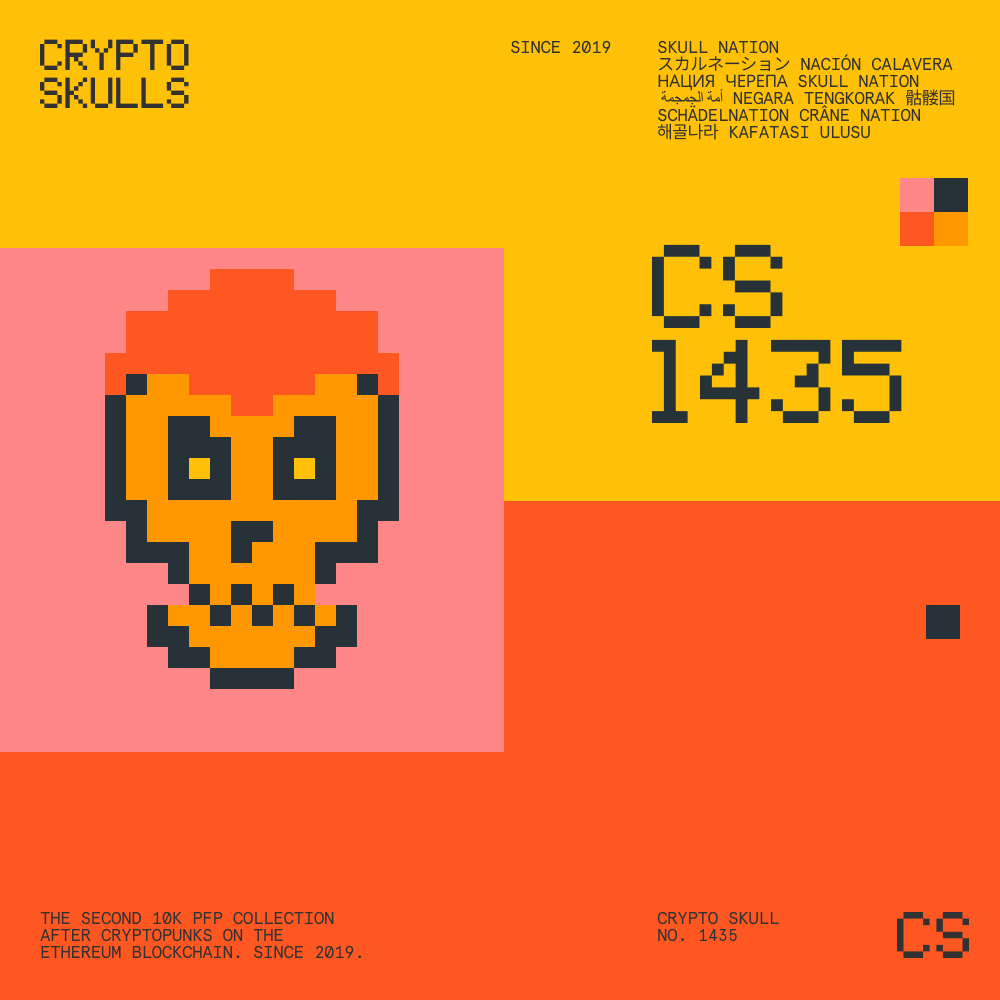 CRYPTO
SKULLS
SINCE 2019
SKULL NATION
スカルネーション NACIÓN CALAVERA
НАЦИЯ ЧЕРЕПА SKULL NATION
أمة الجمجمة NEGARA TENGKORAK 骷髅国
SCHÄDELNATION CRÂNE NATION
해골나라 KAFATASI ULUSU
CS
1435
THE SECOND 10K PFP COLLECTION
AFTER CRYPTOPUNKS ON THE
ETHEREUM BLOCKCHAIN. SINCE 2019.
CRYPTO SKULL
NO. 1435
CS